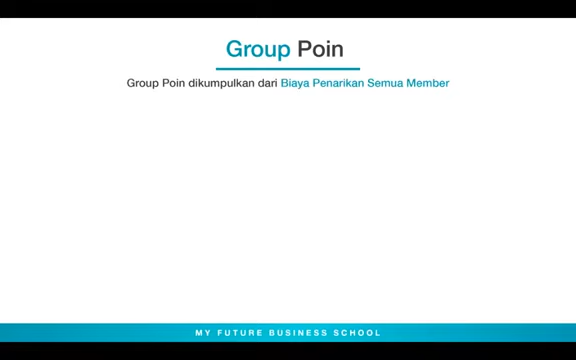 Group Poin
Group Poin dikumpulkan dari Biaya Penarikan Semua Member
MY FUTURE BUSINESS SCHOOL